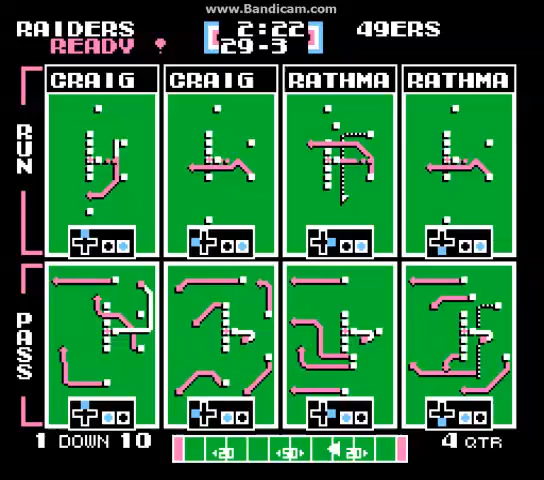 www.Bandicam.com
RAIDERS 2:22 49ERS
READY ! 29-3
CRAIG CRAIG RATHMA RATHMA
RUN
PASS
1 DOWN 10 4 QTR
20 50 20